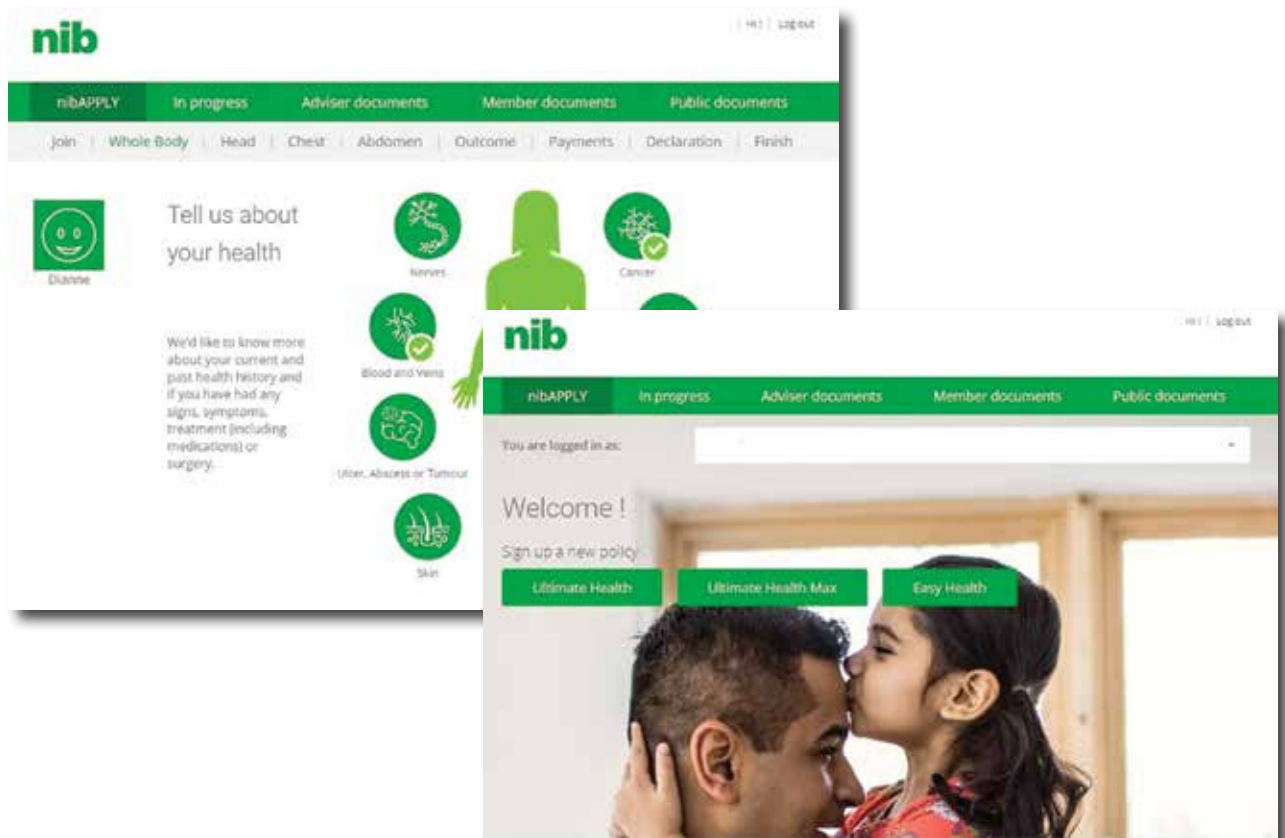 nib
Hi ! | Log out
nibAPPLY In progress Adviser documents Member documents Public documents
Join | Whole Body | Head | Chest | Abdomen | Outcome | Payments | Declaration | Finish
Dianne
Tell us about
your health
We'd like to know more
about your current and
past health history and
if you have had any
signs, symptoms,
treatment (including
medications) or
surgery.
Nerves
Cancer
Blood and Veins
Ulcer, Abscess or Tumour
Skin
nib
Hi ! | Log out
nibAPPLY In progress Adviser documents Member documents Public documents
You are logged in as:
Welcome !
Sign up a new policy
Ultimate Health Ultimate Health Max Easy Health